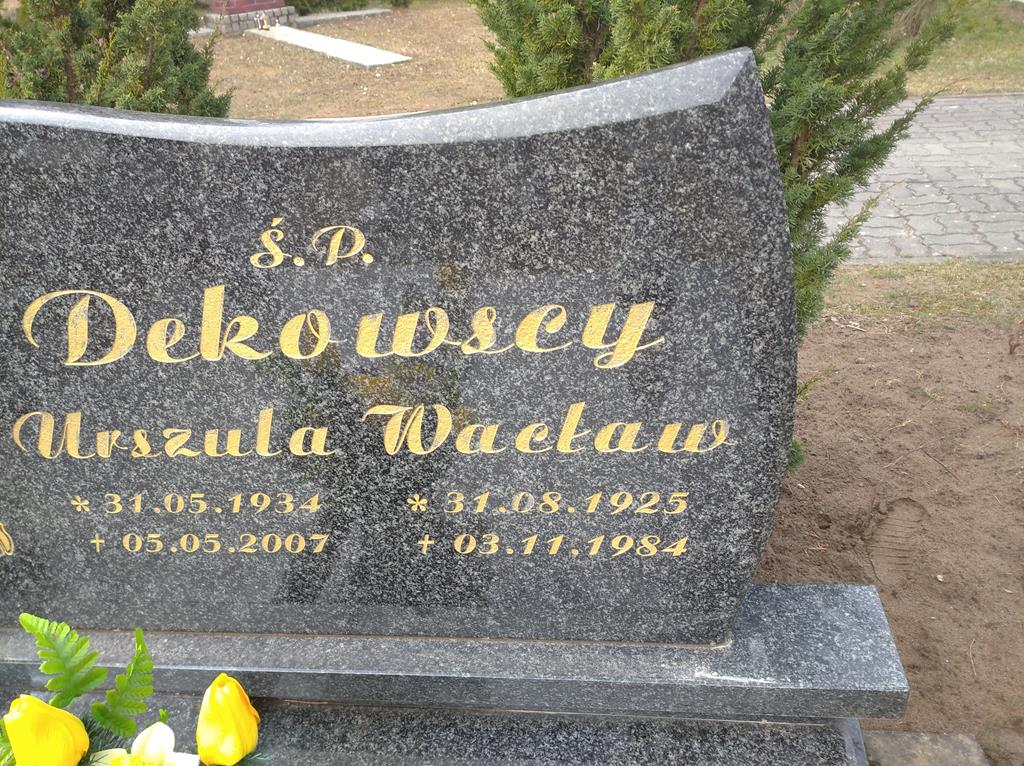 Ś.P.
Dekowscy
Urszula Wacław
* 31.05.1934 * 31.08.1925
+ 05.05.2007 + 03.11.1984